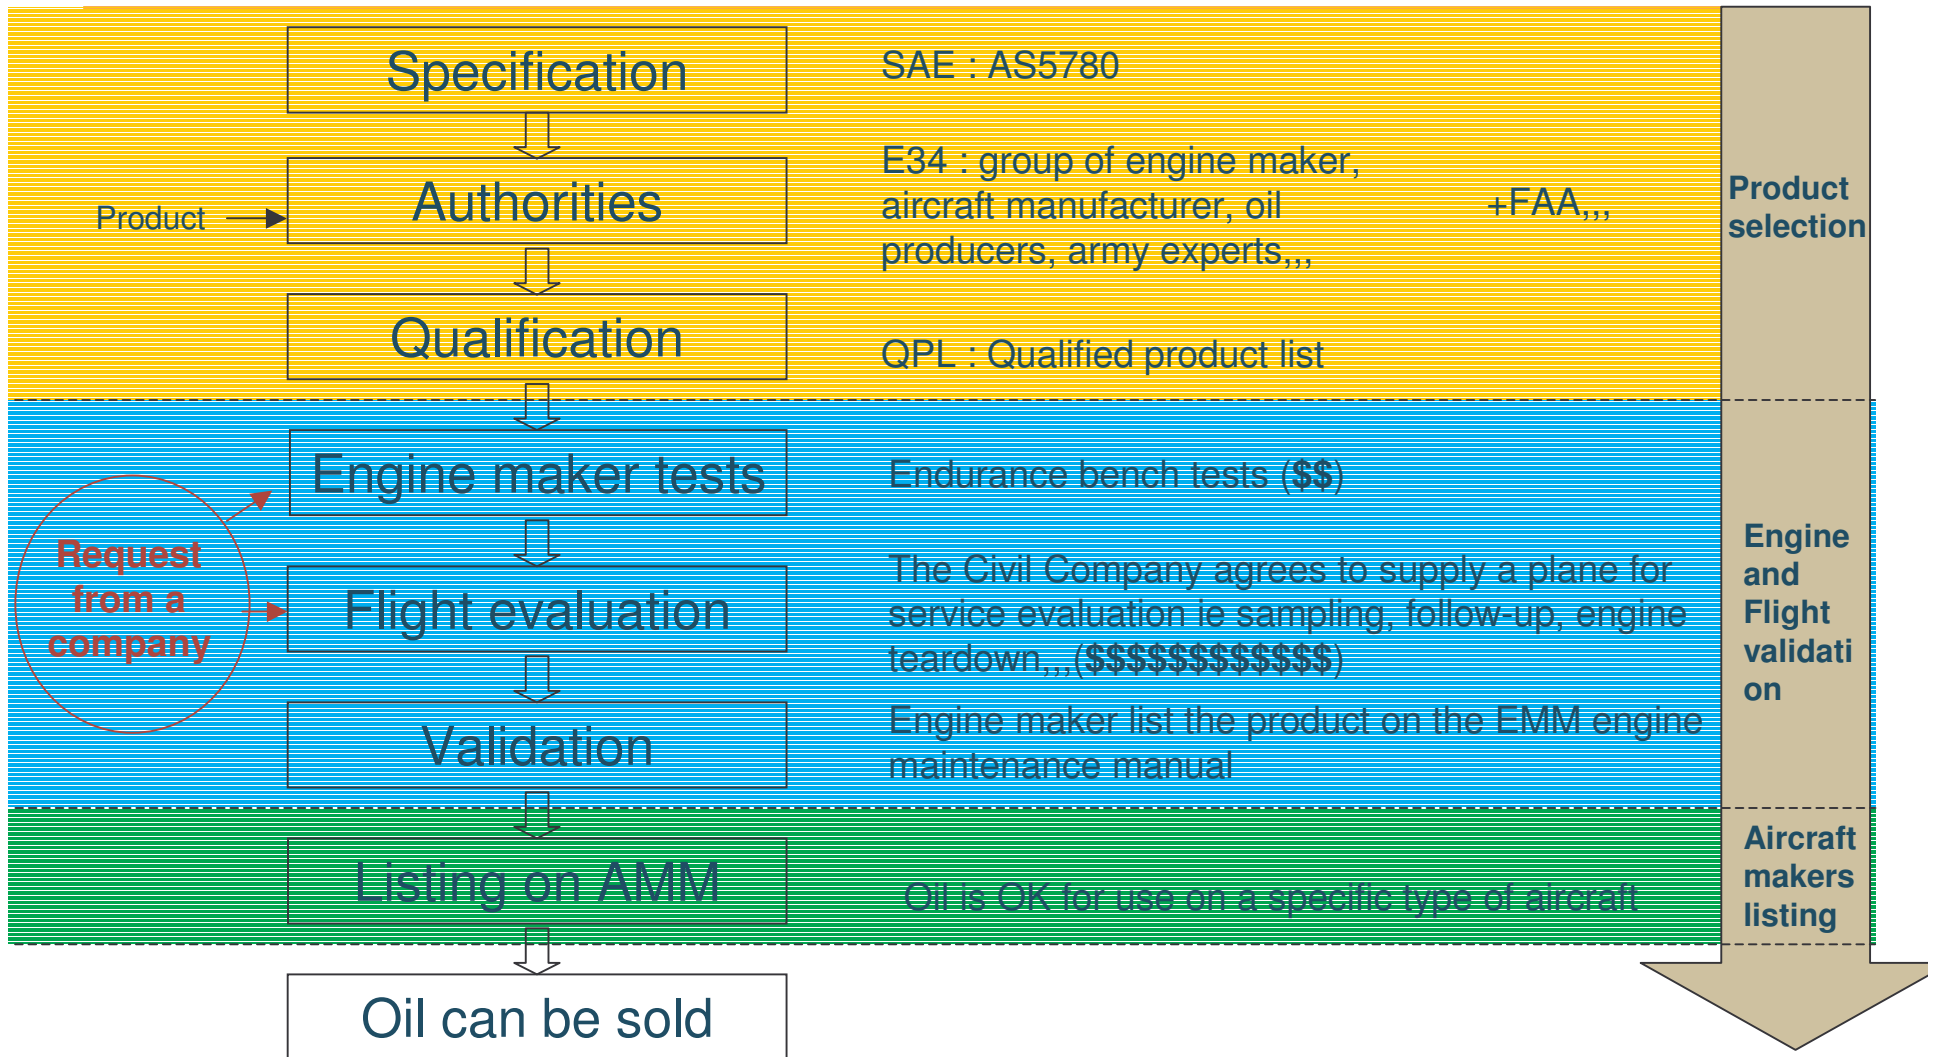 Specification
SAE : AS5780
Product
Authorities
E34 : group of engine maker,
aircraft manufacturer, oil
producers, army experts,,,
+FAA,,,
Product
selection
Qualification
QPL : Qualified product list
Engine maker tests
Endurance bench tests ($$)
Request
from a
company
Flight evaluation
The Civil Company agrees to supply a plane for
service evaluation ie sampling, follow-up, engine
teardown,,,($$$$$$$$$$$$)
Engine
and
Flight
validati
on
Validation
Engine maker list the product on the EMM engine
maintenance manual
Listing on AMM
Oil is OK for use on a specific type of aircraft
Aircraft
makers
listing
Oil can be sold